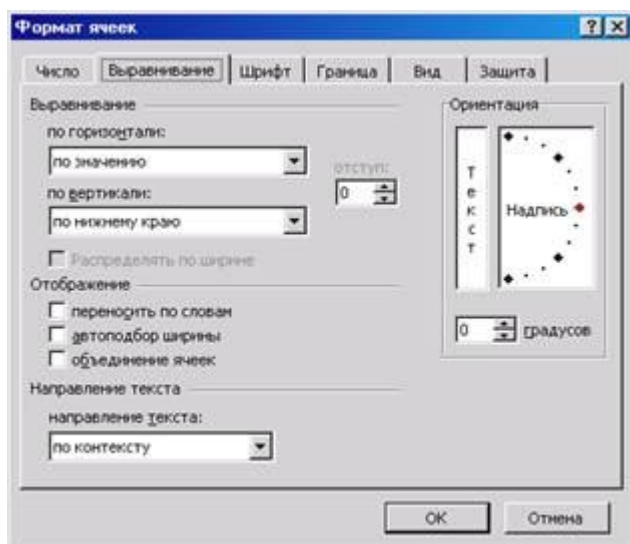 Формат ячеек
Число Выравнивание Шрифт Граница Вид Защита
Выравнивание
по горизонтали:
по значению
отступ:
0
по вертикали:
по нижнему краю
Распределять по ширине
Отображение
переносить по словам
автоподбор ширины
объединение ячеек
Направление текста
направление текста:
по контексту
Ориентация
Текст
Надпись
0 градусов
ОК Отмена